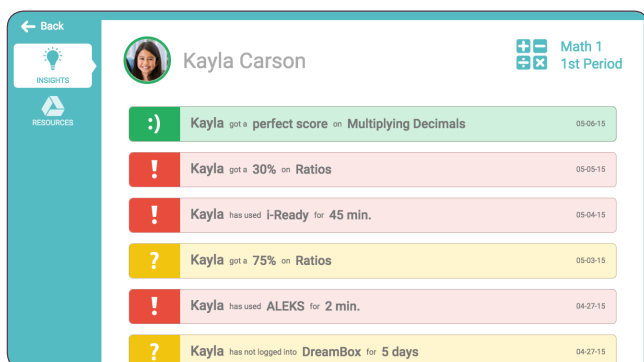 Back
INSIGHTS
RESOURCES
Kayla Carson
Math 1
1st Period
:) Kayla got a perfect score on Multiplying Decimals 05-06-15
! Kayla got a 30% on Ratios 05-05-15
! Kayla has used i-Ready for 45 min. 05-04-15
? Kayla got a 75% on Ratios 05-03-15
! Kayla has used ALEKS for 2 min. 04-27-15
? Kayla has not logged into DreamBox for 5 days 04-27-15